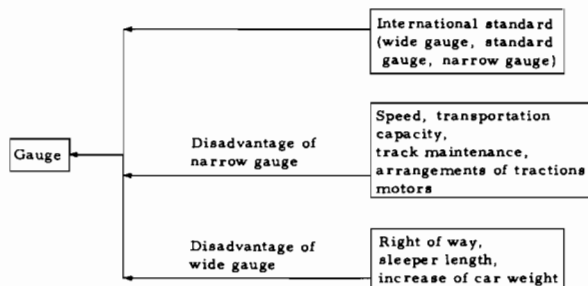 International standard
(wide gauge, standard
gauge, narrow gauge)
Gauge
Disadvantage of
narrow gauge
Speed, transportation
capacity,
track maintenance,
arrangements of tractions
motors
Disadvantage of
wide gauge
Right of way,
sleeper length,
increase of car weight